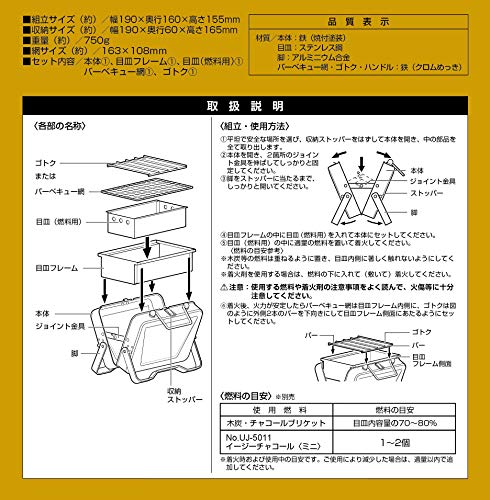 ■組立サイズ（約）／幅190×奥行160×高さ155mm
■収納サイズ（約）／幅190×奥行60×高さ165mm
■重量（約）／750g
■網サイズ（約）／163×108mm
■セット内容／本体①、目皿フレーム①、目皿(燃料用)①
バーベキュー網①、ゴトク①
品質表示
材質／本体：鉄（焼付塗装）
目皿：ステンレス鋼
脚：アルミニウム合金
バーベキュー網・ゴトク・ハンドル：鉄（クロムめっき）
取扱説明
〈各部の名称〉
ゴトク
または
バーベキュー網
目皿（燃料用）
目皿フレーム
本体
ジョイント金具
脚
収納
ストッパー
〈組立・使用方法〉
①平坦で安全な場所を選び、収納ストッパーをはずして本体を開き、中の部品を
全て取り出します。
②本体を開き、2箇所のジョイン
ト金具を伸ばしてしっかりと固
定してください。
③脚をストッパーに当たるまで、
しっかりと開いてください。
本体
ジョイント金具
ストッパー
脚
④目皿フレームの中に目皿(燃料用)を入れて本体にセットしてください。
⑤目皿（燃料用）の中に適量の燃料を置いて着火してください。
（燃料の目安参考）
※木炭等の燃料は重ねるように置き、目皿内側に著しく触れないようにしてく
ださい。
※着火剤を使用する場合は、燃料の下に入れて（敷いて）着火してください。
⚠注意：使用する燃料や着火剤の注意事項をよく読んで、火傷等に十分
注意してください。
⑥着火後、火力が安定したらバーベキュー網は目皿フレーム内側に、ゴトクは図
のように外側2本のバーを下向きにして目皿フレーム側面にあたるようにセッ
トしてください。
ゴトク
バー
バー
目皿
フレーム側面
〈燃料の目安〉※別売
使用燃料
燃料の目安
木炭・チャコールブリケット
目皿内容量の70～80%
No.UJ-5011
イージーチャコール〈ミニ〉
1～2個
※着火時および使用中の目安です。ご使用により減少した場合は、適量以内で追
加してください。